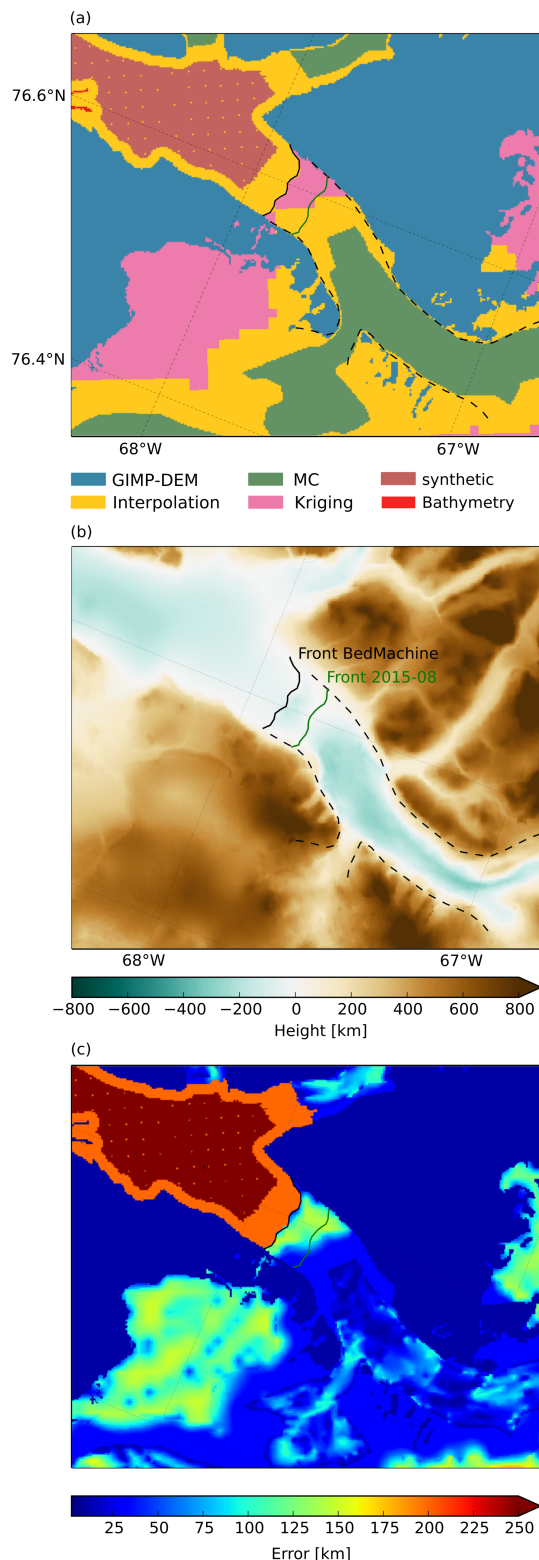 (a)
76.6°N
76.4°N
68°W 67°W
GIMP-DEM MC synthetic
Interpolation Kriging Bathymetry
(b)
Front BedMachine
Front 2015-08
68°W 67°W
−800 −600 −400 −200 0 200 400 600 800
Height [km]
(c)
25 50 75 100 125 150 175 200 225 250
Error [km]